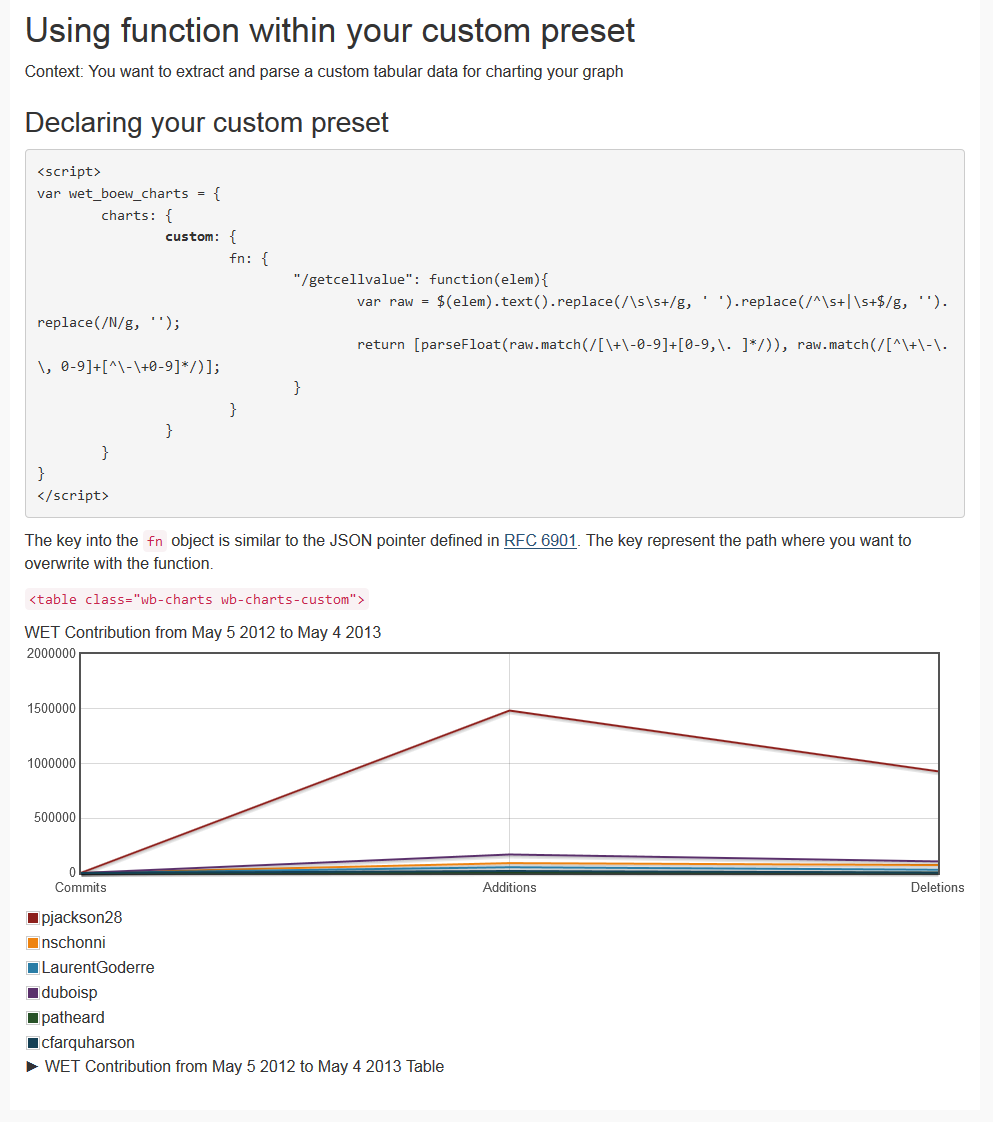 Using function within your custom preset
Context: You want to extract and parse a custom tabular data for charting your graph
Declaring your custom preset
<script>
var wet_boew_charts = {
        charts: {
                custom: {
                        fn: {
                                "/getcellvalue": function(elem){
                                        var raw = $(elem).text().replace(/\s\s+/g, ' ').replace(/^\s+|\s+$/g, '').
replace(/N/g, '');
                                        return [parseFloat(raw.match(/[\+\-0-9]+[0-9,\. ]*/)), raw.match(/[^\+\-\.
\, 0-9]+[^\-\+0-9]*/)];
                                }
                        }
                }
        }
}
</script>
The key into the fn object is similar to the JSON pointer defined in RFC 6901. The key represent the path where you want to
overwrite with the function.
<table class="wb-charts wb-charts-custom">
WET Contribution from May 5 2012 to May 4 2013
2000000
1500000
1000000
500000
0
Commits Additions Deletions
pjackson28
nschonni
LaurentGoderre
duboisp
patheard
cfarquharson
► WET Contribution from May 5 2012 to May 4 2013 Table